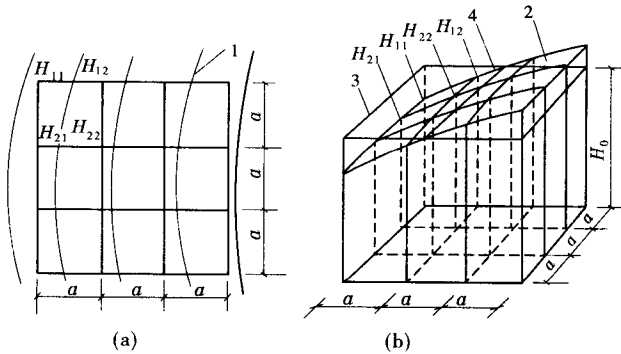 1
H₁₁ H₁₂
H₂₁ H₂₂
a
a
a
a a a
(a)
4 2
H₁₂
H₂₂
H₁₁
H₂₁
3
H₀
a
a
a
a a a
(b)